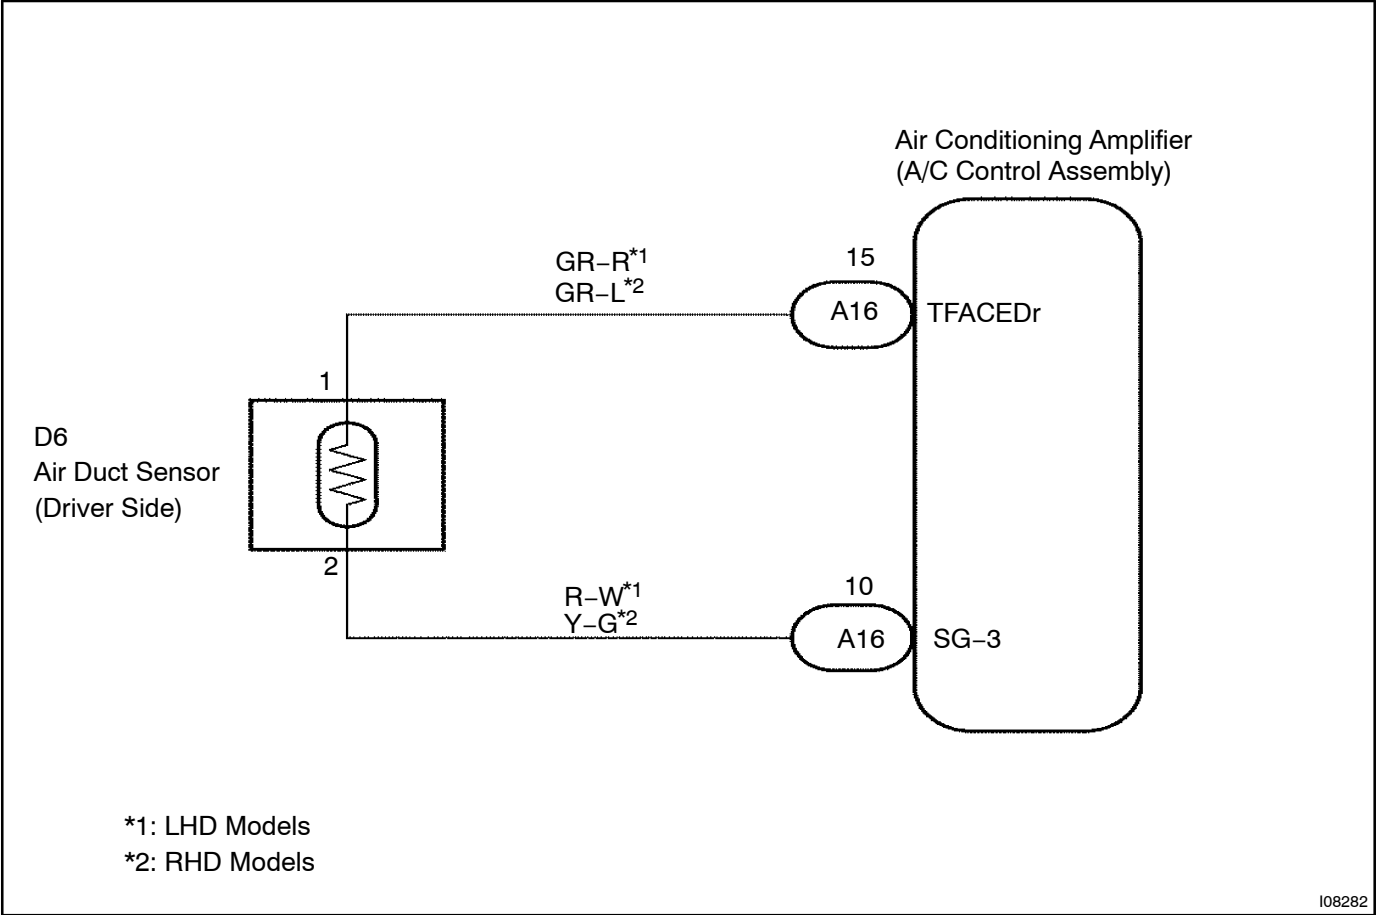 Air Conditioning Amplifier
(A/C Control Assembly)
GR–R*1
GR–L*2
15
A16
TFACEDr
1
D6
Air Duct Sensor
(Driver Side)
2
R–W*1
Y–G*2
10
A16
SG–3
*1: LHD Models
*2: RHD Models
I08282